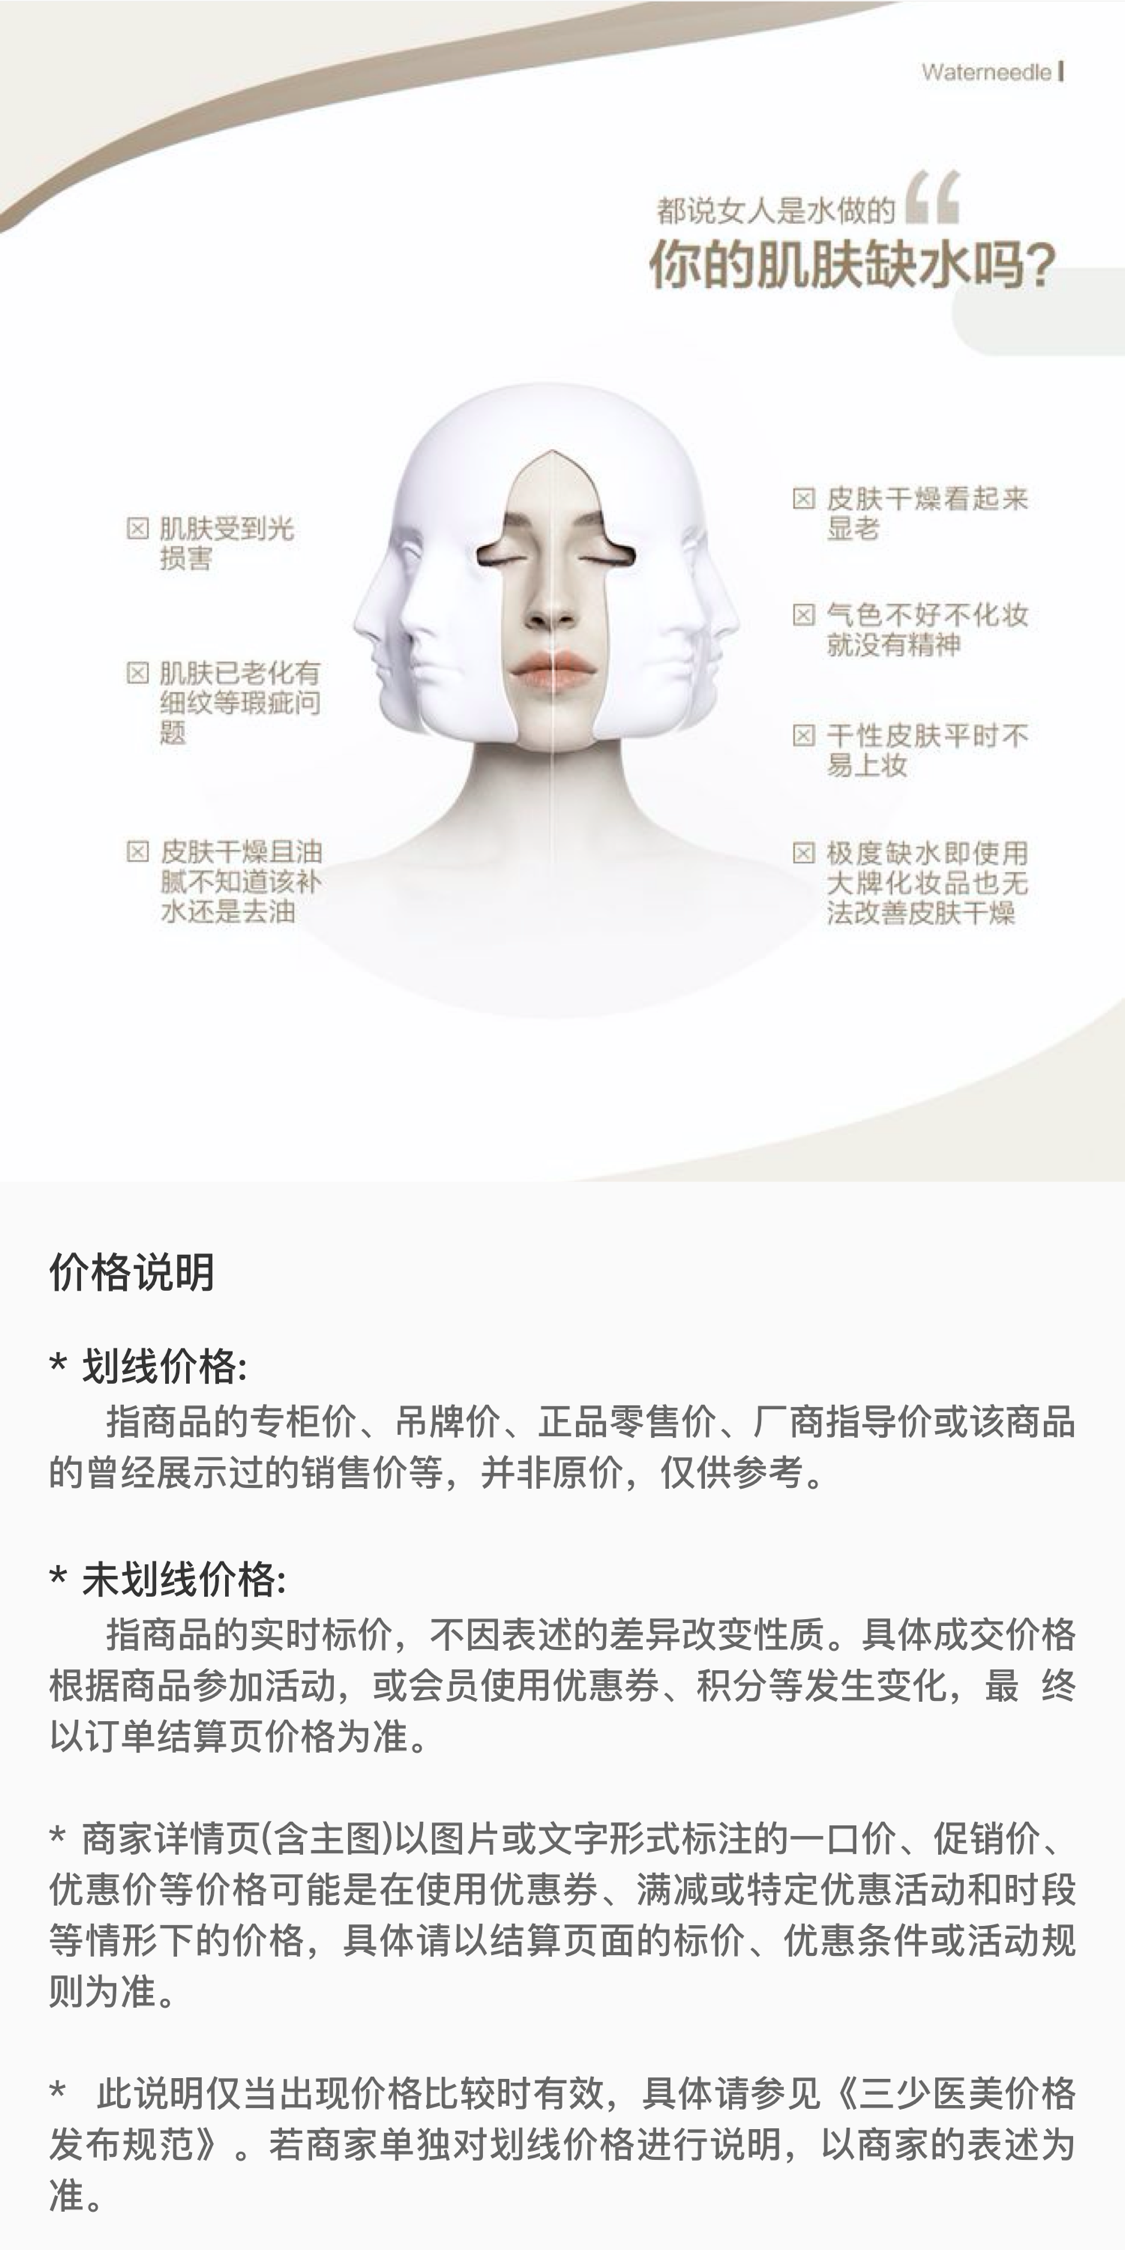 Waterneedle
都说女人是水做的
你的肌肤缺水吗?
肌肤受到光
损害
肌肤已老化有
细纹等瑕疵问
题
皮肤干燥且油
腻不知道该补
水还是去油
皮肤干燥看起来
显老
气色不好不化妆
就没有精神
干性皮肤平时不
易上妆
极度缺水即使用
大牌化妆品也无
法改善皮肤干燥
价格说明
* 划线价格:
指商品的专柜价、吊牌价、正品零售价、厂商指导价或该商品
的曾经展示过的销售价等，并非原价，仅供参考。
* 未划线价格:
指商品的实时标价，不因表述的差异改变性质。具体成交价格
根据商品参加活动，或会员使用优惠券、积分等发生变化，最 终
以订单结算页价格为准。
* 商家详情页(含主图)以图片或文字形式标注的一口价、促销价、
优惠价等价格可能是在使用优惠券、满减或特定优惠活动和时段
等情形下的价格，具体请以结算页面的标价、优惠条件或活动规
则为准。
* 此说明仅当出现价格比较时有效，具体请参见《三少医美价格
发布规范》。若商家单独对划线价格进行说明，以商家的表述为
准。